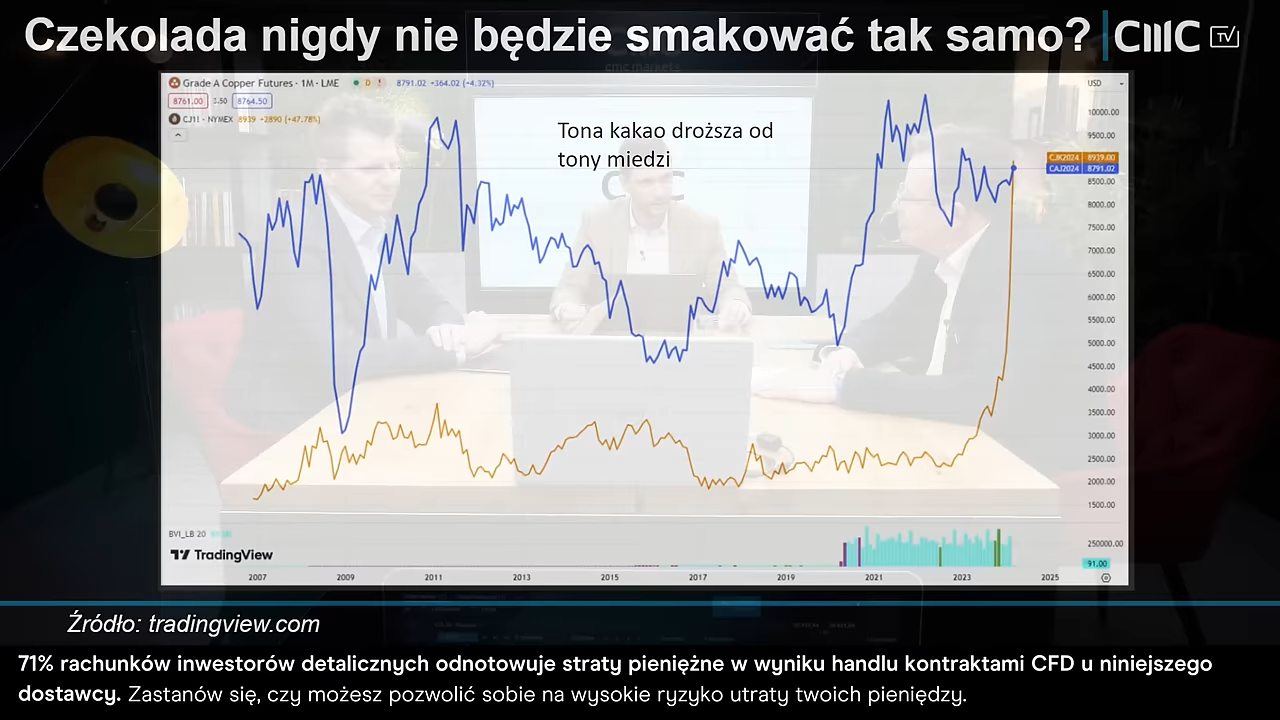 Czekolada nigdy nie będzie smakować tak samo?
CMC TV
cmc markets
Grade A Copper Futures · 1M · LME
D ! 8791.02 +364.02 (+4.32%)
USD
8761.00 3.50 8764.50
CJ1! · NYMEX 8939 +2890 (+47.78%)
Tona kakao droższa od
tony miedzi
10000.00
9500.00
CJK2024 8939.00
CAJ2024 8791.02
8500.00
8000.00
7500.00
7000.00
6500.00
6000.00
5500.00
5000.00
4500.00
4000.00
3500.00
3000.00
2500.00
2000.00
1500.00
BVI_LB 20
250000.00
TradingView
91.00
2007 2009 2011 2013 2015 2017 2019 2021 2023 2025
Źródło: tradingview.com
71% rachunków inwestorów detalicznych odnotowuje straty pieniężne w wyniku handlu kontraktami CFD u niniejszego
dostawcy. Zastanów się, czy możesz pozwolić sobie na wysokie ryzyko utraty twoich pieniędzy.